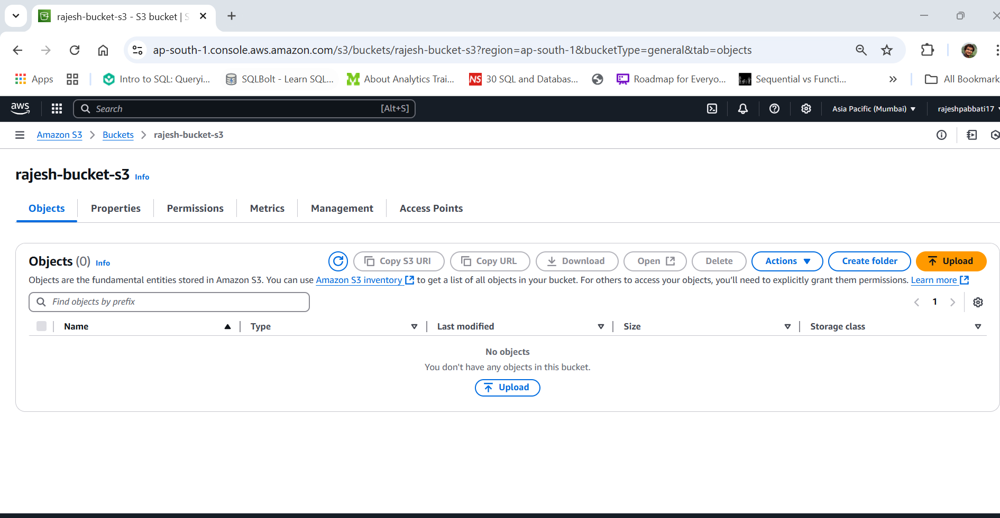 rajesh-bucket-s3 - S3 bucket | S
ap-south-1.console.aws.amazon.com/s3/buckets/rajesh-bucket-s3?region=ap-south-1&bucketType=general&tab=objects
Apps Intro to SQL: Queryi... SQLBolt - Learn SQL... About Analytics Trai... NS 30 SQL and Databas... Roadmap for Everyo... Sequential vs Functi... » All Bookmark
aws Search [Alt+S] Asia Pacific (Mumbai) rajeshpabbati17
Amazon S3 > Buckets > rajesh-bucket-s3
rajesh-bucket-s3 Info
Objects Properties Permissions Metrics Management Access Points
Objects (0) Info Copy S3 URI Copy URL Download Open Delete Actions Create folder Upload
Objects are the fundamental entities stored in Amazon S3. You can use Amazon S3 inventory to get a list of all objects in your bucket. For others to access your objects, you’ll need to explicitly grant them permissions. Learn more
Find objects by prefix 1
Name Type Last modified Size Storage class
No objects
You don't have any objects in this bucket.
Upload